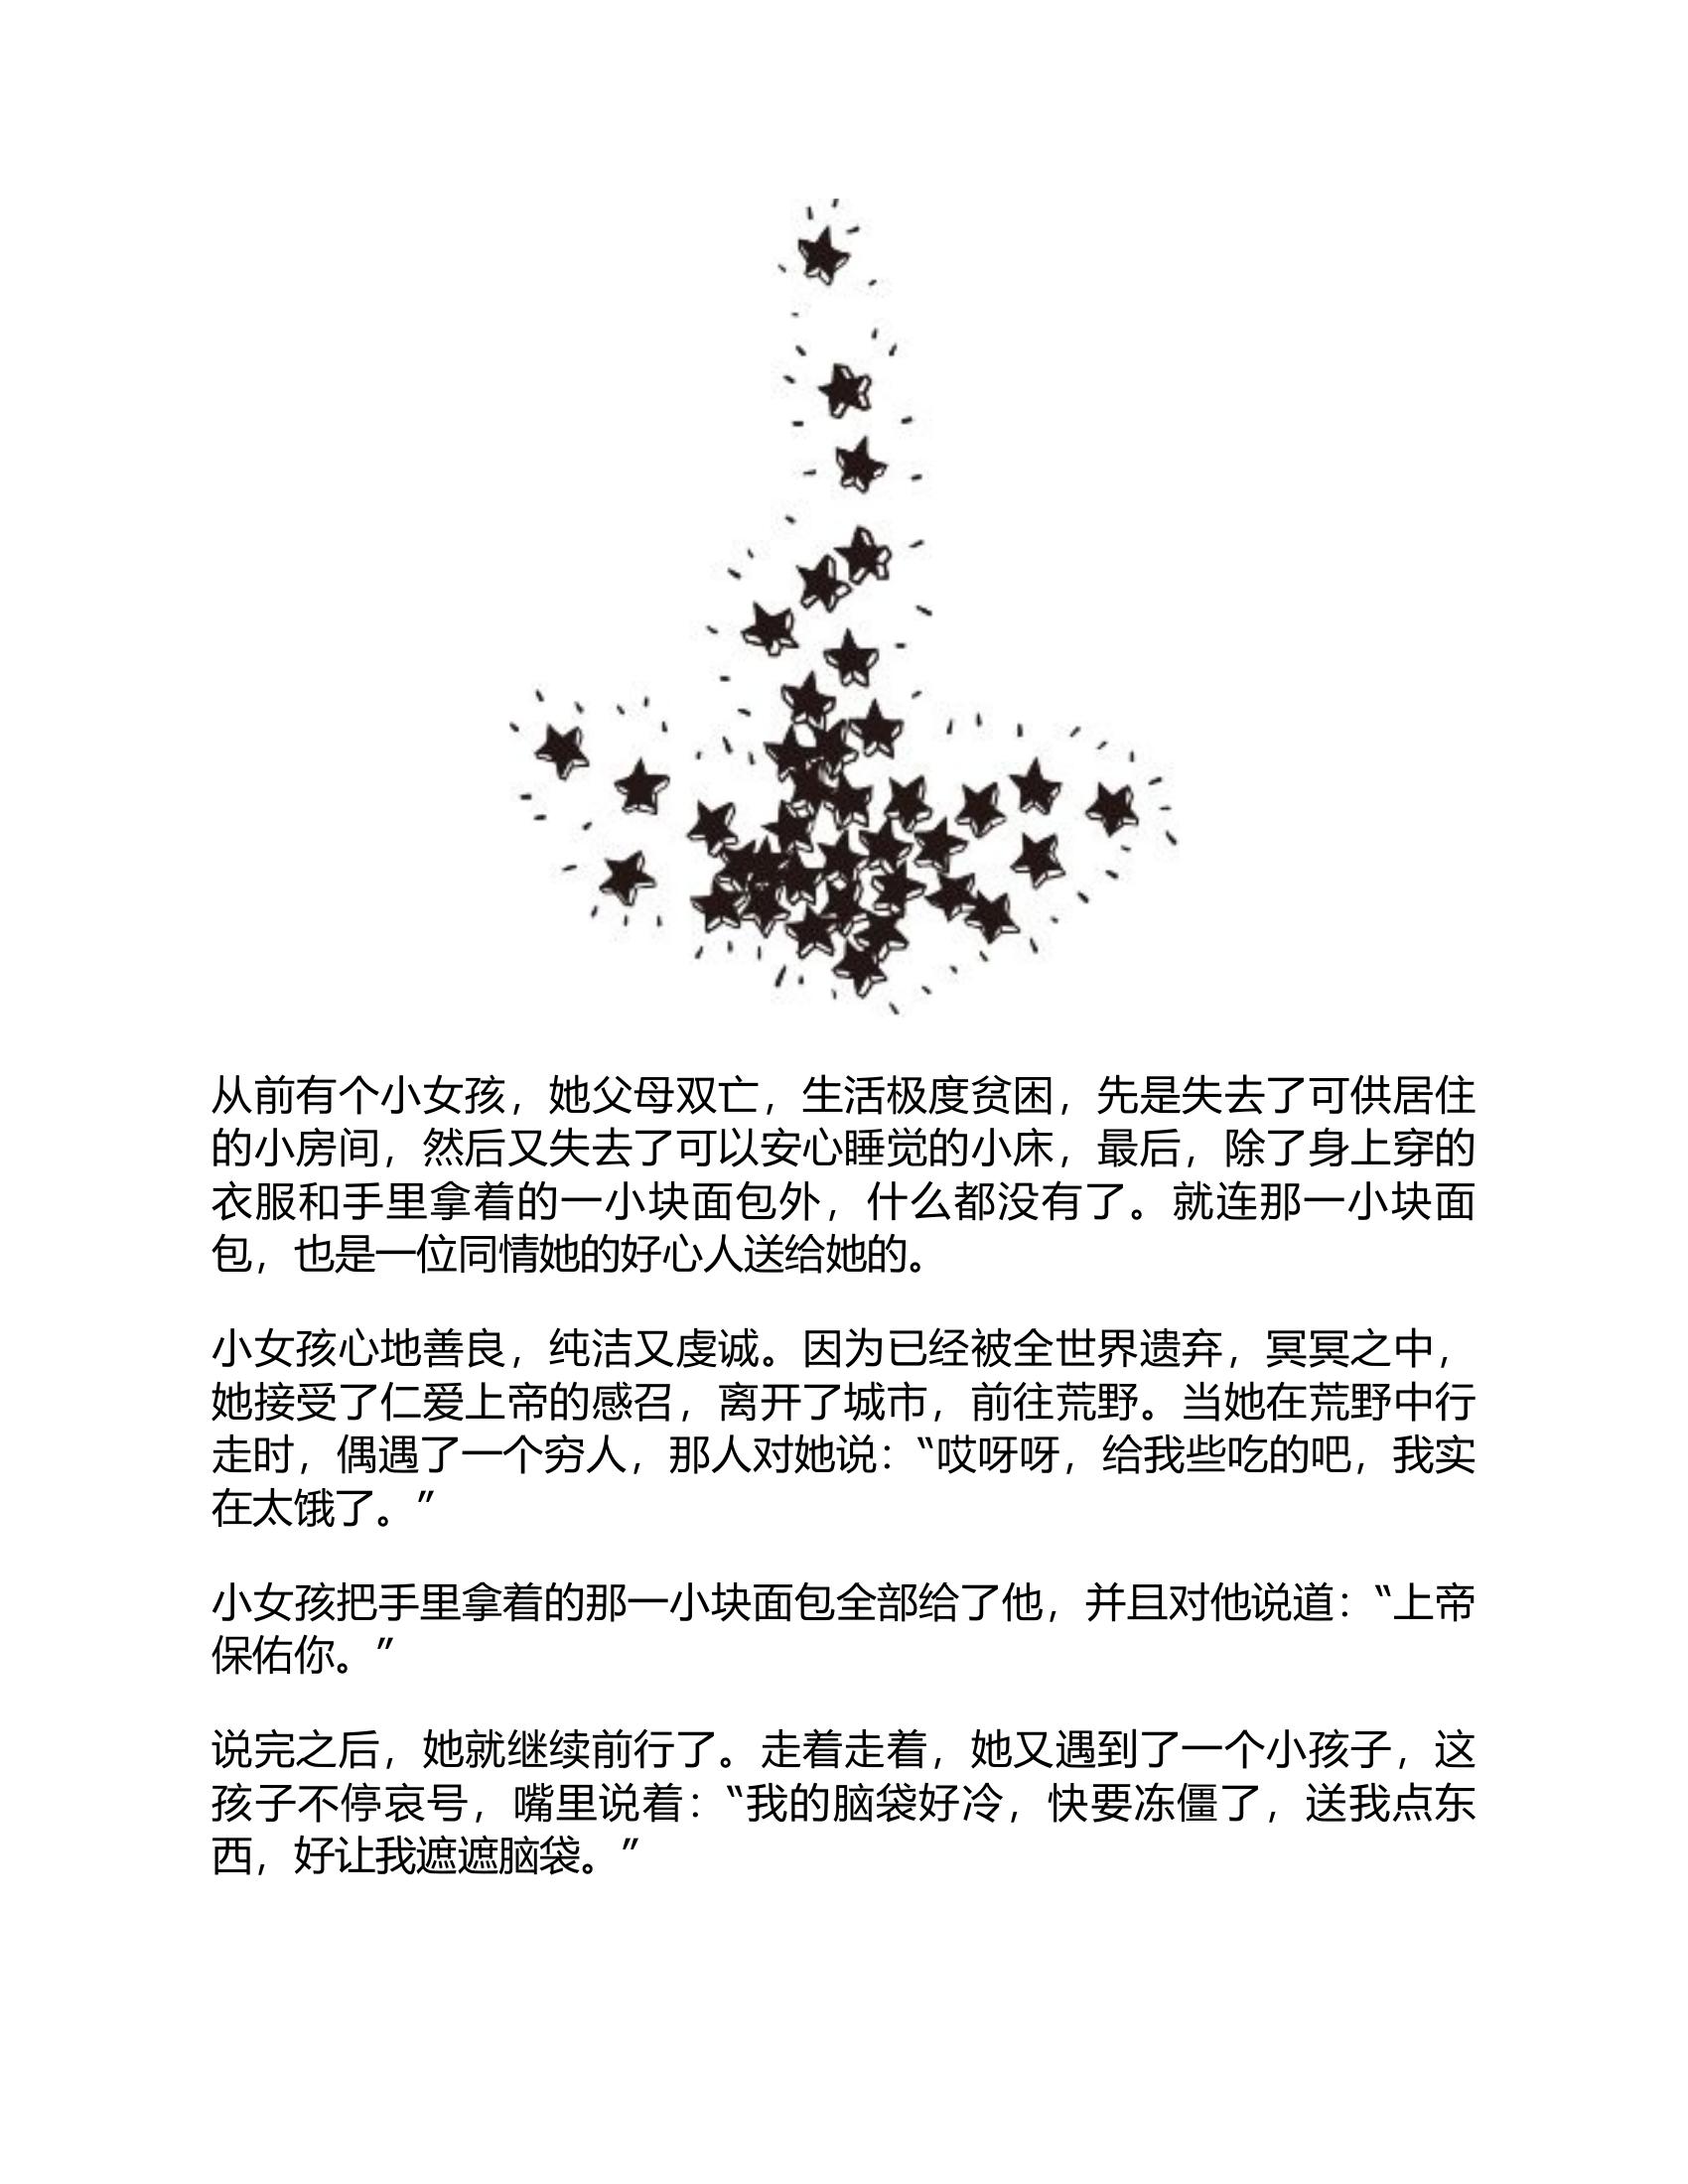 从前有个小女孩，她父母双亡，生活极度贫困，先是失去了可供居住
的小房间，然后又失去了可以安心睡觉的小床，最后，除了身上穿的
衣服和手里拿着的一小块面包外，什么都没有了。就连那一小块面
包，也是一位同情她的好心人送给她的。
小女孩心地善良，纯洁又虔诚。因为已经被全世界遗弃，冥冥之中，
她接受了仁爱上帝的感召，离开了城市，前往荒野。当她在荒野中行
走时，偶遇了一个穷人，那人对她说：“哎呀呀，给我些吃的吧，我实
在太饿了。”
小女孩把手里拿着的那一小块面包全部给了他，并且对他说道：“上帝
保佑你。”
说完之后，她就继续前行了。走着走着，她又遇到了一个小孩子，这
孩子不停哀号，嘴里说着：“我的脑袋好冷，快要冻僵了，送我点东
西，好让我遮遮脑袋。”